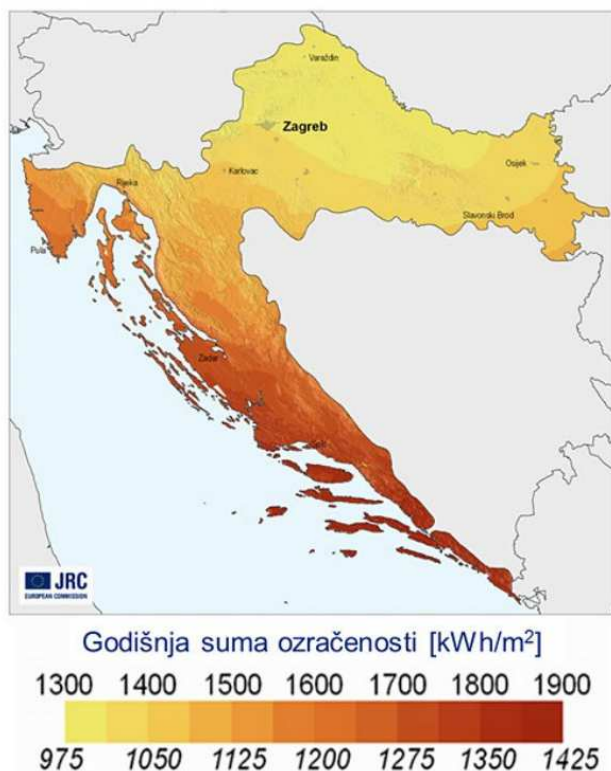 Varaždin
Zagreb
Karlovac
Osijek
Rijeka
Slavonski Brod
Pula
Zadar
Split
JRC
EUROPEAN COMMISSION
Godišnja suma ozračenosti [kWh/m²]
1300 1400 1500 1600 1700 1800 1900
975 1050 1125 1200 1275 1350 1425